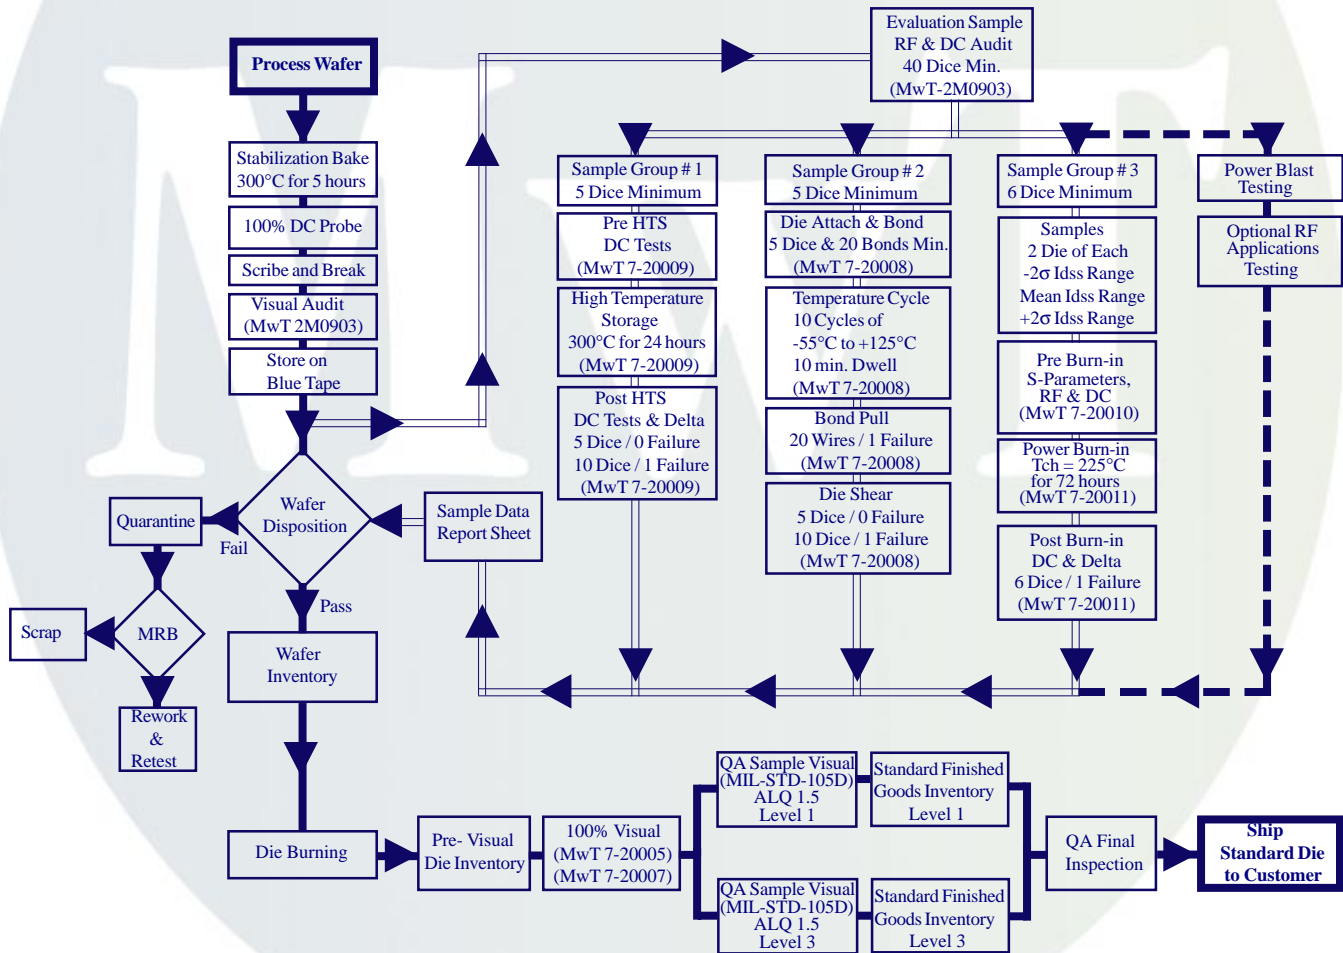 Process Wafer
Stabilization Bake
300°C for 5 hours
100% DC Probe
Scribe and Break
Visual Audit
(MwT 2M0903)
Store on
Blue Tape
Wafer
Disposition
Fail
Pass
Quarantine
MRB
Scrap
Rework
&
Retest
Wafer
Inventory
Sample Data
Report Sheet
Evaluation Sample
RF & DC Audit
40 Dice Min.
(MwT-2M0903)
Sample Group # 1
5 Dice Minimum
Pre HTS
DC Tests
(MwT 7-20009)
High Temperature
Storage
300°C for 24 hours
(MwT 7-20009)
Post HTS
DC Tests & Delta
5 Dice / 0 Failure
10 Dice / 1 Failure
(MwT 7-20009)
Sample Group # 2
5 Dice Minimum
Die Attach & Bond
5 Dice & 20 Bonds Min.
(MwT 7-20008)
Temperature Cycle
10 Cycles of
-55°C to +125°C
10 min. Dwell
(MwT 7-20008)
Bond Pull
20 Wires / 1 Failure
(MwT 7-20008)
Die Shear
5 Dice / 0 Failure
10 Dice / 1 Failure
(MwT 7-20008)
Sample Group # 3
6 Dice Minimum
Samples
2 Die of Each
-2σ Idss Range
Mean Idss Range
+2σ Idss Range
Pre Burn-in
S-Parameters,
RF & DC
(MwT 7-20010)
Power Burn-in
Tch = 225°C
for 72 hours
(MwT 7-20011)
Post Burn-in
DC & Delta
6 Dice / 1 Failure
(MwT 7-20011)
Power Blast
Testing
Optional RF
Applications
Testing
Die Burning
Pre- Visual
Die Inventory
100% Visual
(MwT 7-20005)
(MwT 7-20007)
QA Sample Visual
(MIL-STD-105D)
ALQ 1.5
Level 1
Standard Finished
Goods Inventory
Level 1
QA Sample Visual
(MIL-STD-105D)
ALQ 1.5
Level 3
Standard Finished
Goods Inventory
Level 3
QA Final
Inspection
Ship
Standard Die
to Customer
MwT